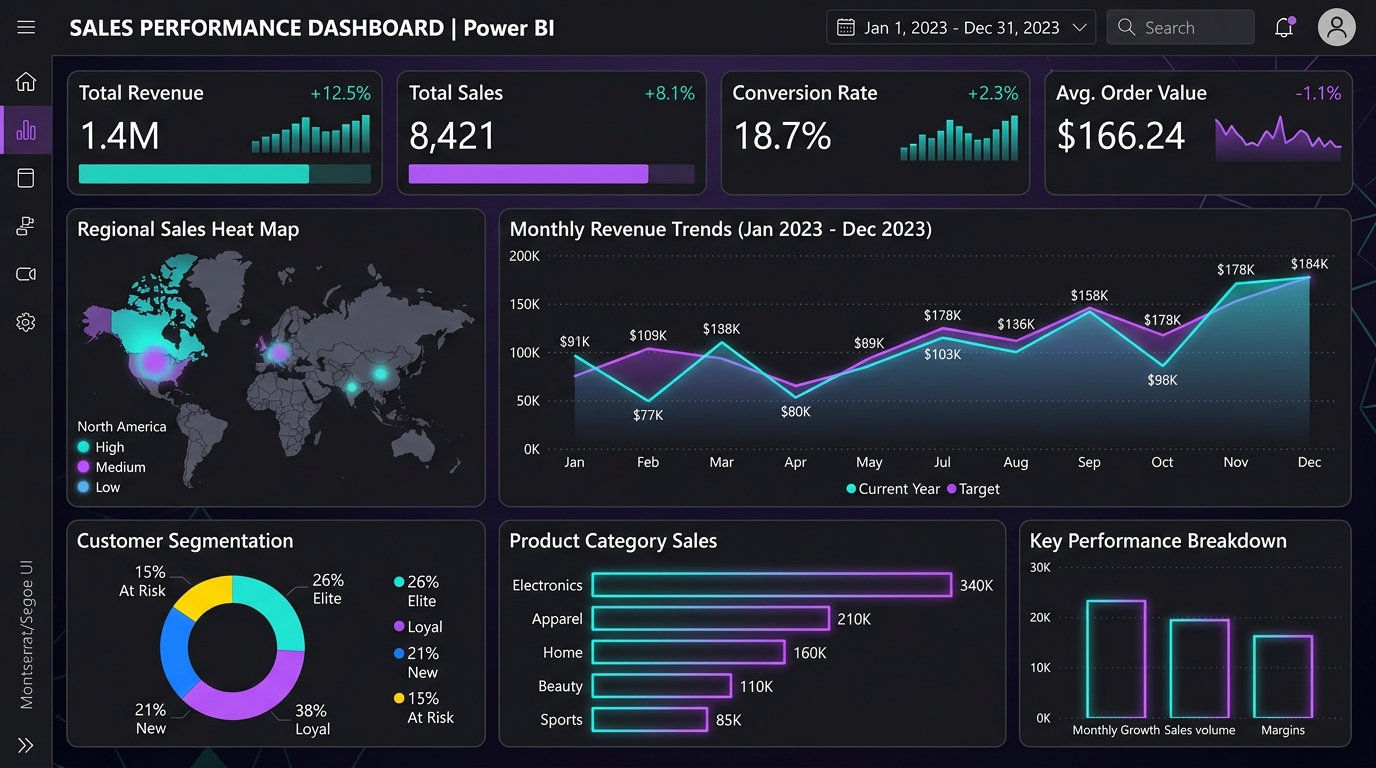 SALES PERFORMANCE DASHBOARD | Power BI
Jan 1, 2023 - Dec 31, 2023
Search
Total Revenue
+12.5%
1.4M
Total Sales
+8.1%
8,421
Conversion Rate
+2.3%
18.7%
Avg. Order Value
-1.1%
$166.24
Regional Sales Heat Map
North America
High
Medium
Low
Monthly Revenue Trends (Jan 2023 - Dec 2023)
200K
150K
100K
50K
0K
$91K
$109K
$77K
$188K
$80K
$89K
$178K
$103K
$136K
$158K
$178K
$98K
$178K
$184K
Jan Feb Mar Apr May Jul Aug Sep Oct Nov Dec
Current Year Target
Customer Segmentation
15%
At Risk
26%
Elite
21%
New
38%
Loyal
26%
Elite
Loyal
21%
New
15%
At Risk
Product Category Sales
Electronics 340K
Apparel 210K
Home 160K
Beauty 110K
Sports 85K
Key Performance Breakdown
30K
20K
10K
0K
Monthly Growth Sales volume Margins
Montserrat/Segoe UI